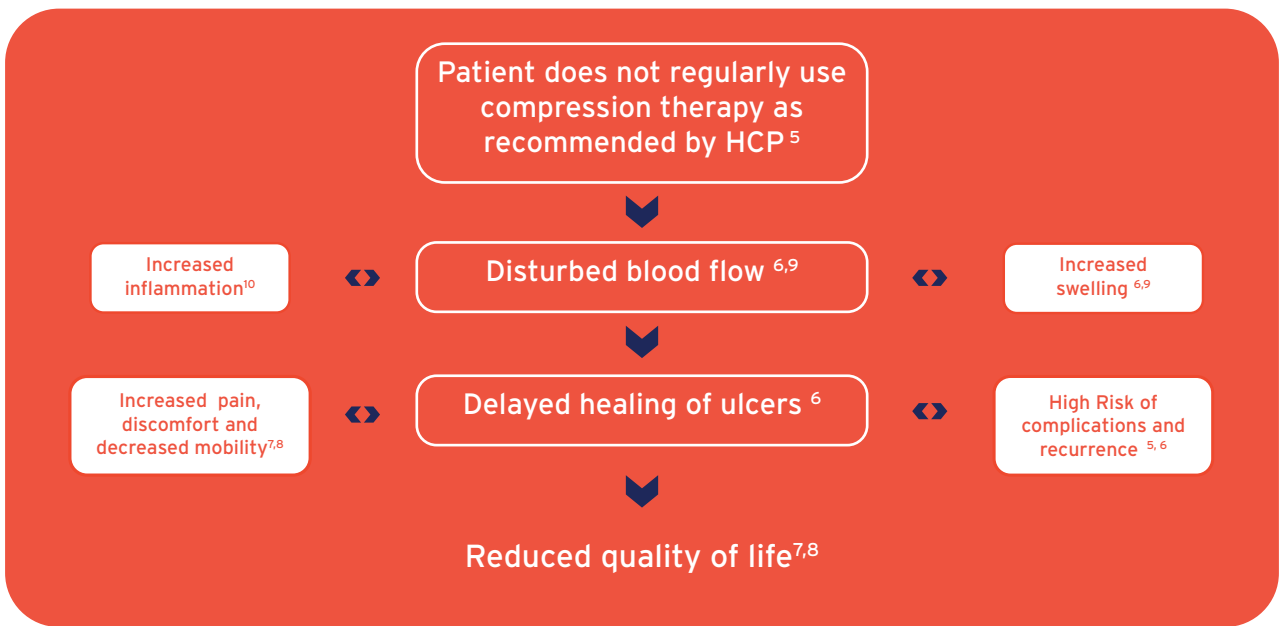 Patient does not regularly use
compression therapy as
recommended by HCP 5
Increased
inflammation10
Disturbed blood flow 6,9
Increased
swelling 6,9
Increased pain,
discomfort and
decreased mobility7,8
Delayed healing of ulcers 6
High Risk of
complications and
recurrence 5, 6
Reduced quality of life7,8